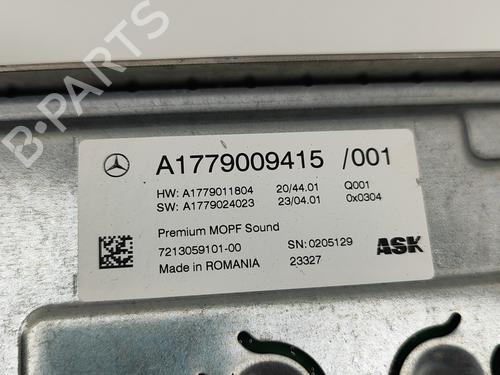 A1779009415 /001
HW: A1779011804 20/44.01 Q001
SW: A1779024023 23/04.01 0x0304
Premium MOPF Sound
7213059101-00 SN: 0205129 ASK
Made in ROMANIA 23327
B-PARTS